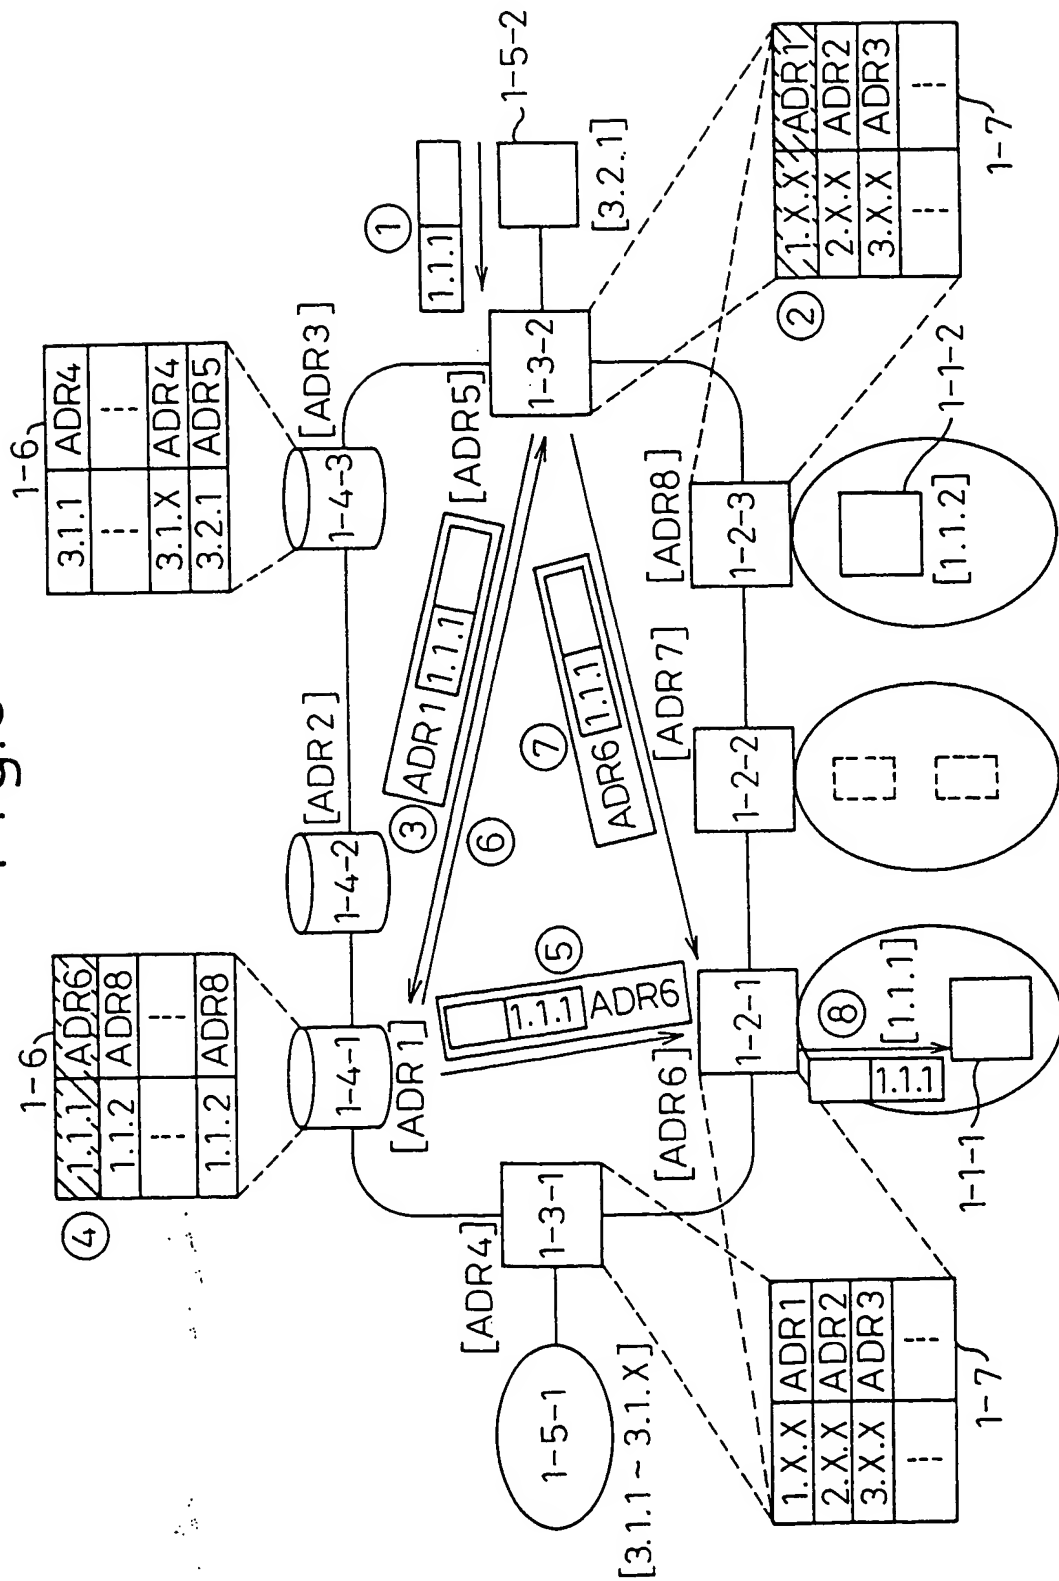 1-6
④
1.1.1 ADR6
1.1.2 ADR8
---- ----
1.1.2 ADR8
1-6
3.1.1 ADR4
---- ----
3.1.X ADR4
3.2.1 ADR5
1-4-1
[ADR1]
1-4-2
[ADR2]
1-4-3
[ADR3]
[ADR4]
1-3-1
1-5-1
[3.1.1 ~ 3.1.X]
③
ADR1 1.1.1
⑥
⑤
1.1.1 ADR6
⑦
ADR6 1.1.1
[ADR5]
1-3-2
①
1.1.1
1-5-2
[3.2.1]
[ADR6]
1-2-1
[ADR7]
1-2-2
[ADR8]
1-2-3
1.X.X ADR1
2.X.X ADR2
3.X.X ADR3
---- ----
1-7
⑧
1.1.1
[1.1.1]
1-1-1
1-1-2
[1.1.2]
②
1.X.X ADR1
2.X.X ADR2
3.X.X ADR3
---- ----
1-7